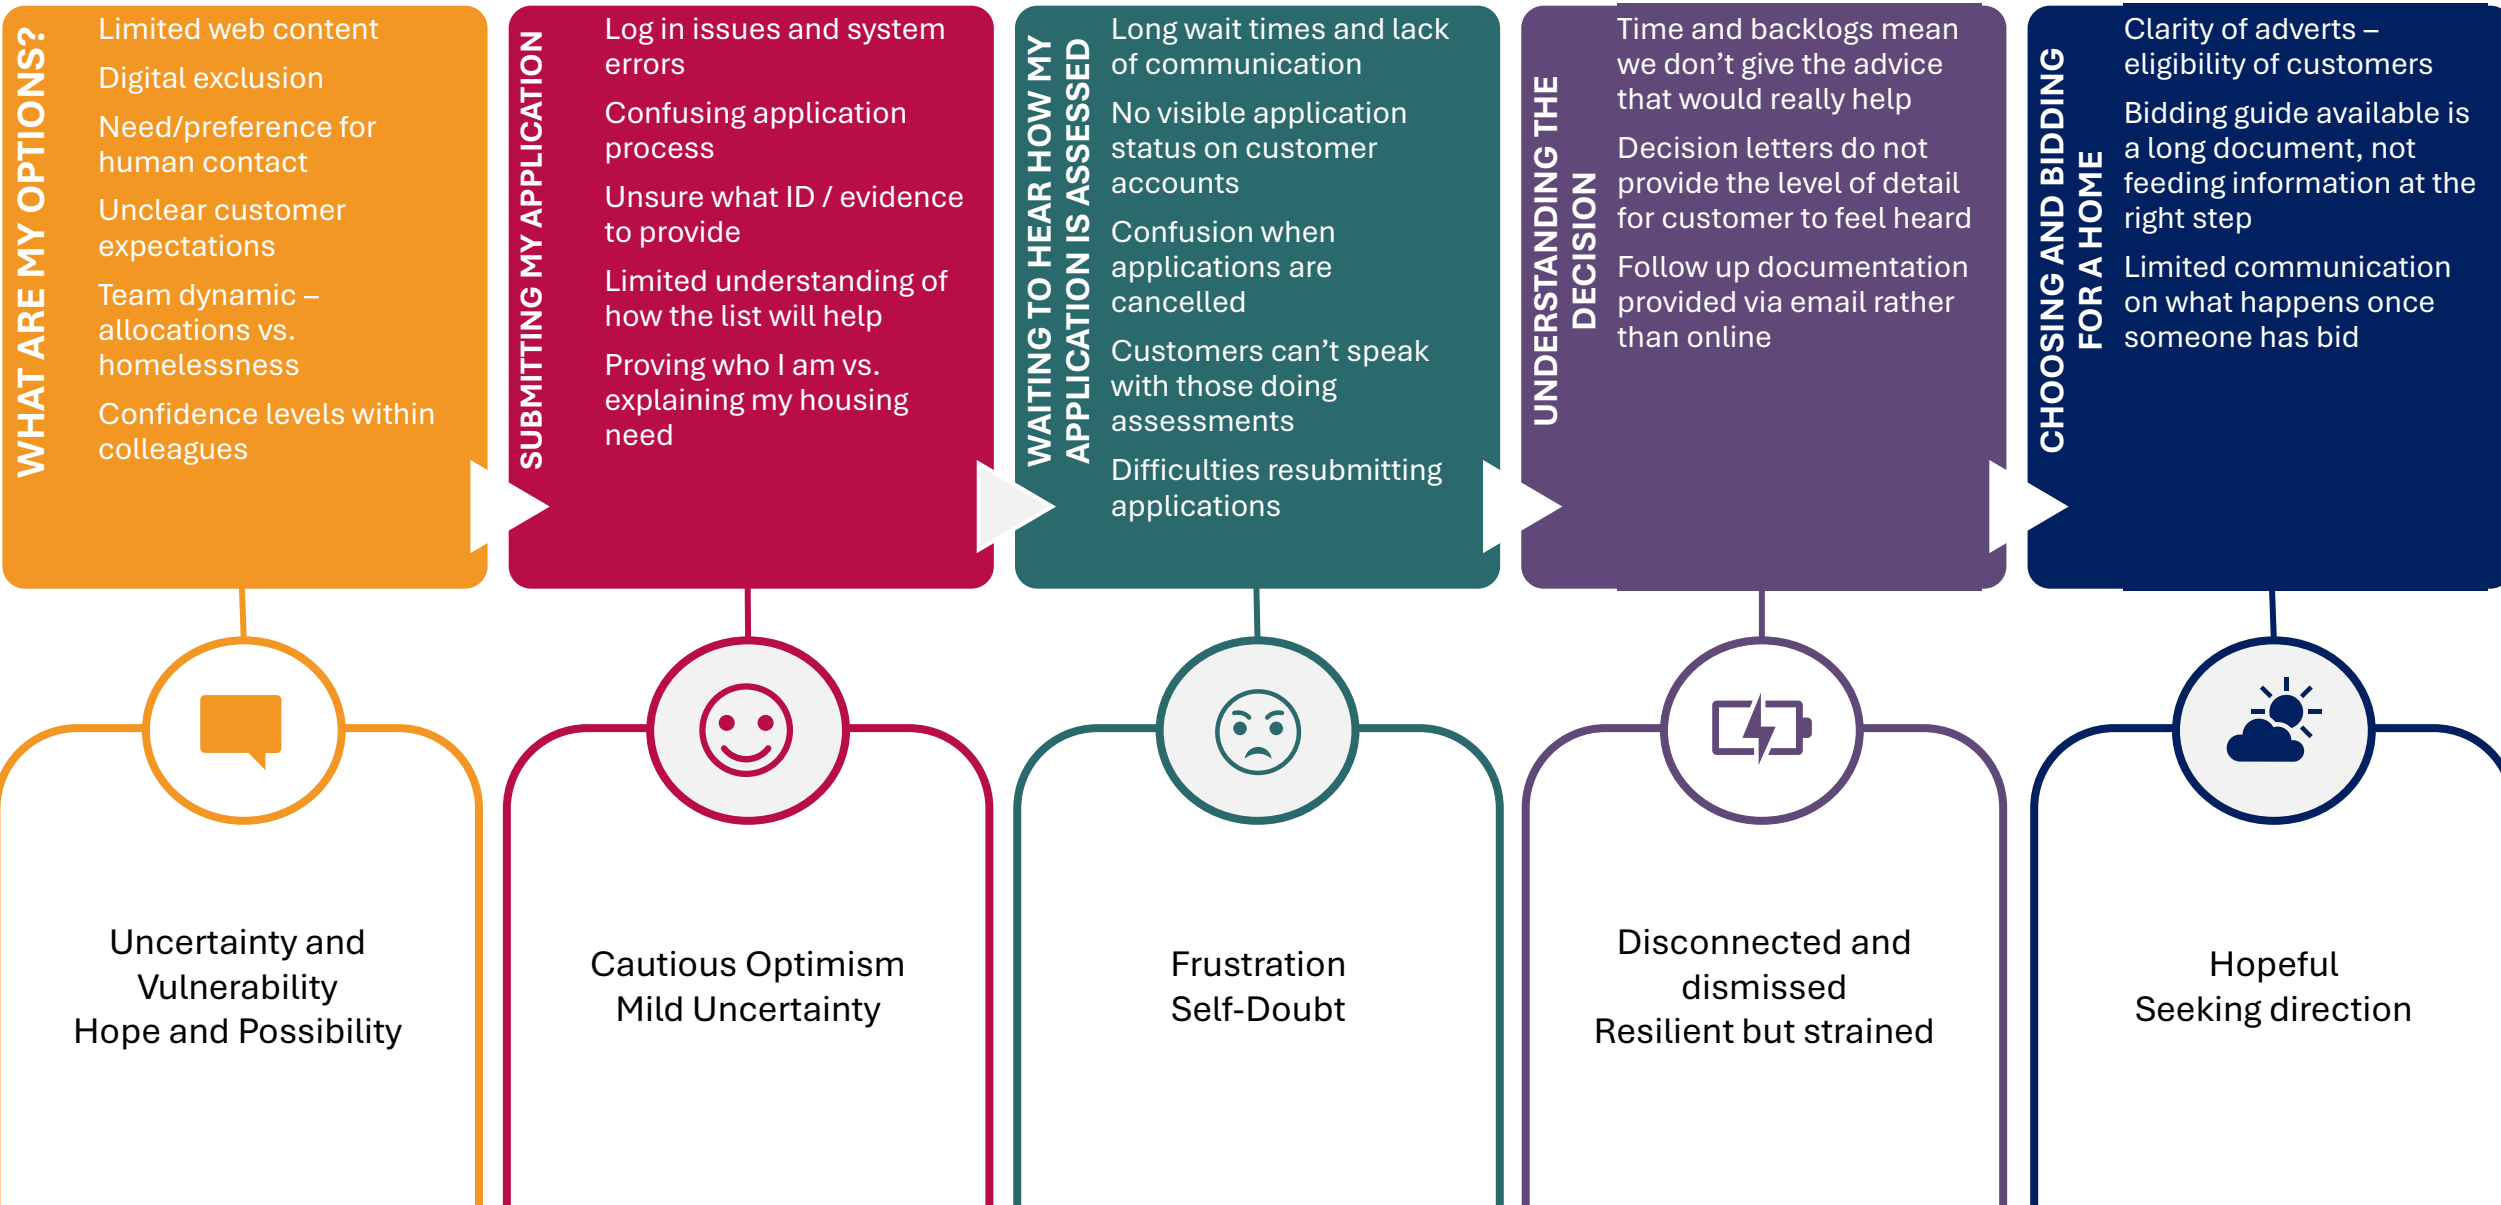 WHAT ARE MY OPTIONS?
Limited web content
Digital exclusion
Need/preference for
human contact
Unclear customer
expectations
Team dynamic –
allocations vs.
homelessness
Confidence levels within
colleagues
SUBMITTING MY APPLICATION
Log in issues and system
errors
Confusing application
process
Unsure what ID / evidence
to provide
Limited understanding of
how the list will help
Proving who I am vs.
explaining my housing
need
WAITING TO HEAR HOW MY
APPLICATION IS ASSESSED
Long wait times and lack
of communication
No visible application
status on customer
accounts
Confusion when
applications are
cancelled
Customers can’t speak
with those doing
assessments
Difficulties resubmitting
applications
UNDERSTANDING THE
DECISION
Time and backlogs mean
we don’t give the advice
that would really help
Decision letters do not
provide the level of detail
for customer to feel heard
Follow up documentation
provided via email rather
than online
CHOOSING AND BIDDING
FOR A HOME
Clarity of adverts –
eligibility of customers
Bidding guide available is
a long document, not
feeding information at the
right step
Limited communication
on what happens once
someone has bid
Uncertainty and
Vulnerability
Hope and Possibility
Cautious Optimism
Mild Uncertainty
Frustration
Self-Doubt
Disconnected and
dismissed
Resilient but strained
Hopeful
Seeking direction